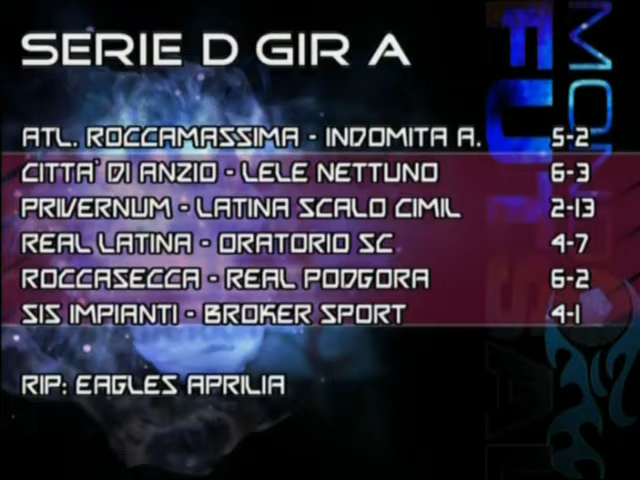 SERIE D GIR A
ATL. ROCCAMASSIMA - INDOMITA A. 5-2
CITTA' DI ANZIO - LELE NETTUNO 6-3
PRIVERNUM - LATINA SCALO CIMIL 2-13
REAL LATINA - ORATORIO SC 4-7
ROCCASECCA - REAL PODGORA 6-2
SIS IMPIANTI - BROKER SPORT 4-1
RIP: EAGLES APRILIA
MONDO
FUTSAL